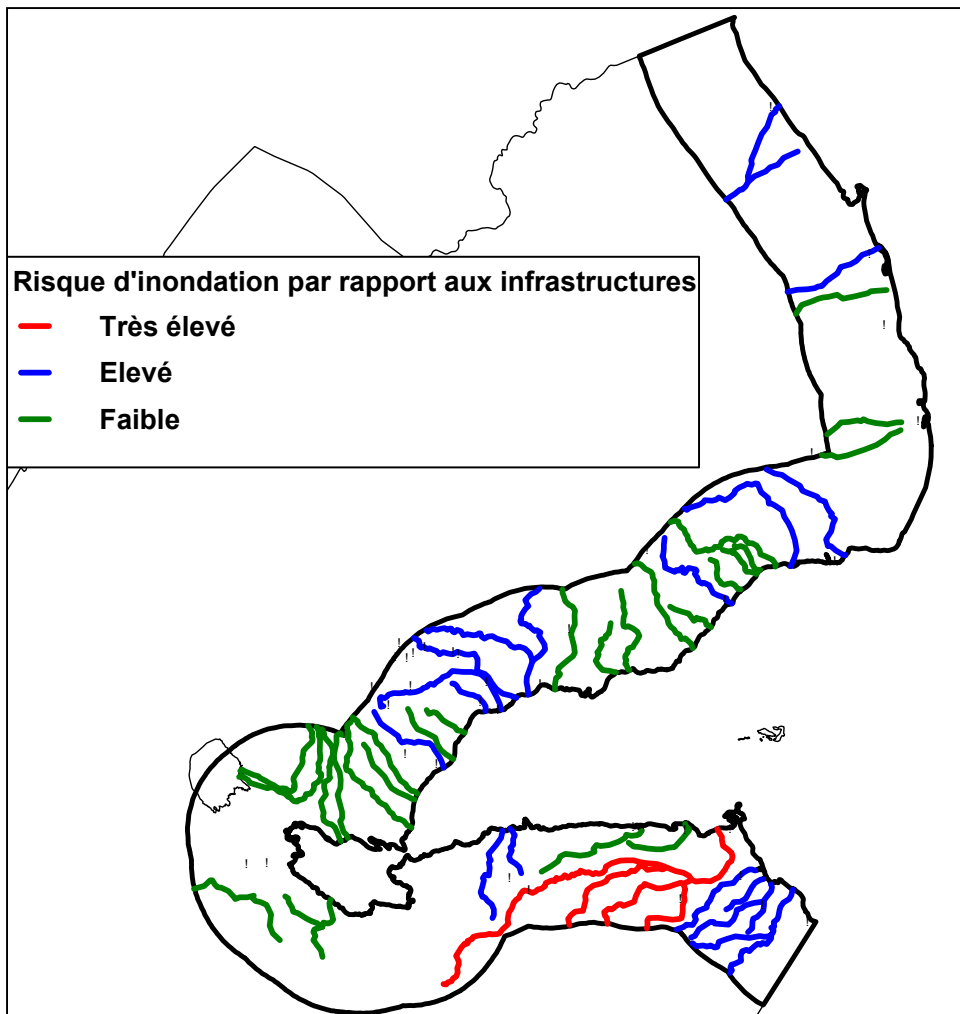 Risque d'inondation par rapport aux infrastructures
Très élevé
Elevé
Faible